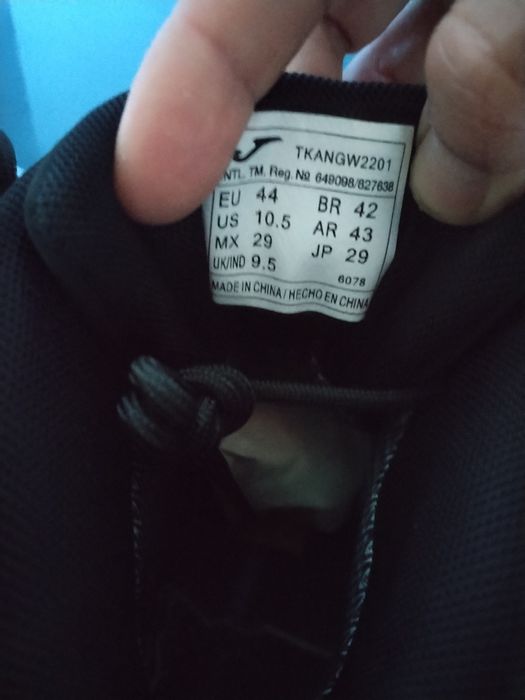 TKANGW2201
INTL. TM. Reg. № 649098/827638
EU 44 BR 42
US 10.5 AR 43
MX 29 JP 29
UK/IND 9.5
6078
MADE IN CHINA / HECHO EN CHINA